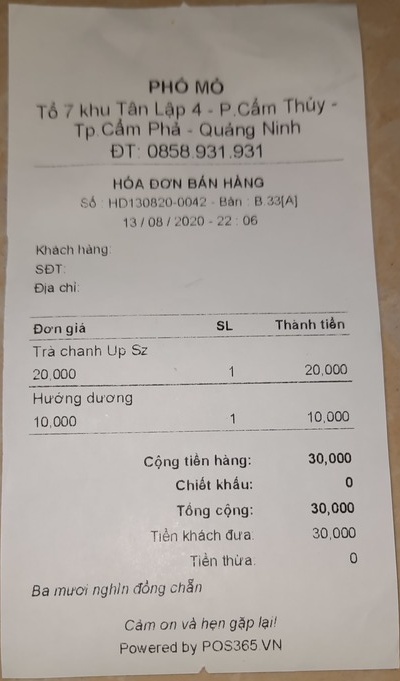 PHỐ MỎ
Tổ 7 khu Tân Lập 4 - P.Cẩm Thủy -
Tp.Cẩm Phả - Quảng Ninh
ĐT: 0858.931.931
HÓA ĐƠN BÁN HÀNG
Số : HD130820-0042 - Bàn : B.33[A]
13 / 08 / 2020 - 22 : 06
Khách hàng:
SĐT:
Địa chỉ:
Đơn giá SL Thành tiền
Trà chanh Up Sz
20,000 1 20,000
Hướng dương
10,000 1 10,000
Cộng tiền hàng: 30,000
Chiết khấu: 0
Tổng cộng: 30,000
Tiền khách đưa: 30,000
Tiền thừa: 0
Ba mươi nghìn đồng chẵn
Cảm ơn và hẹn gặp lại!
Powered by POS365.VN